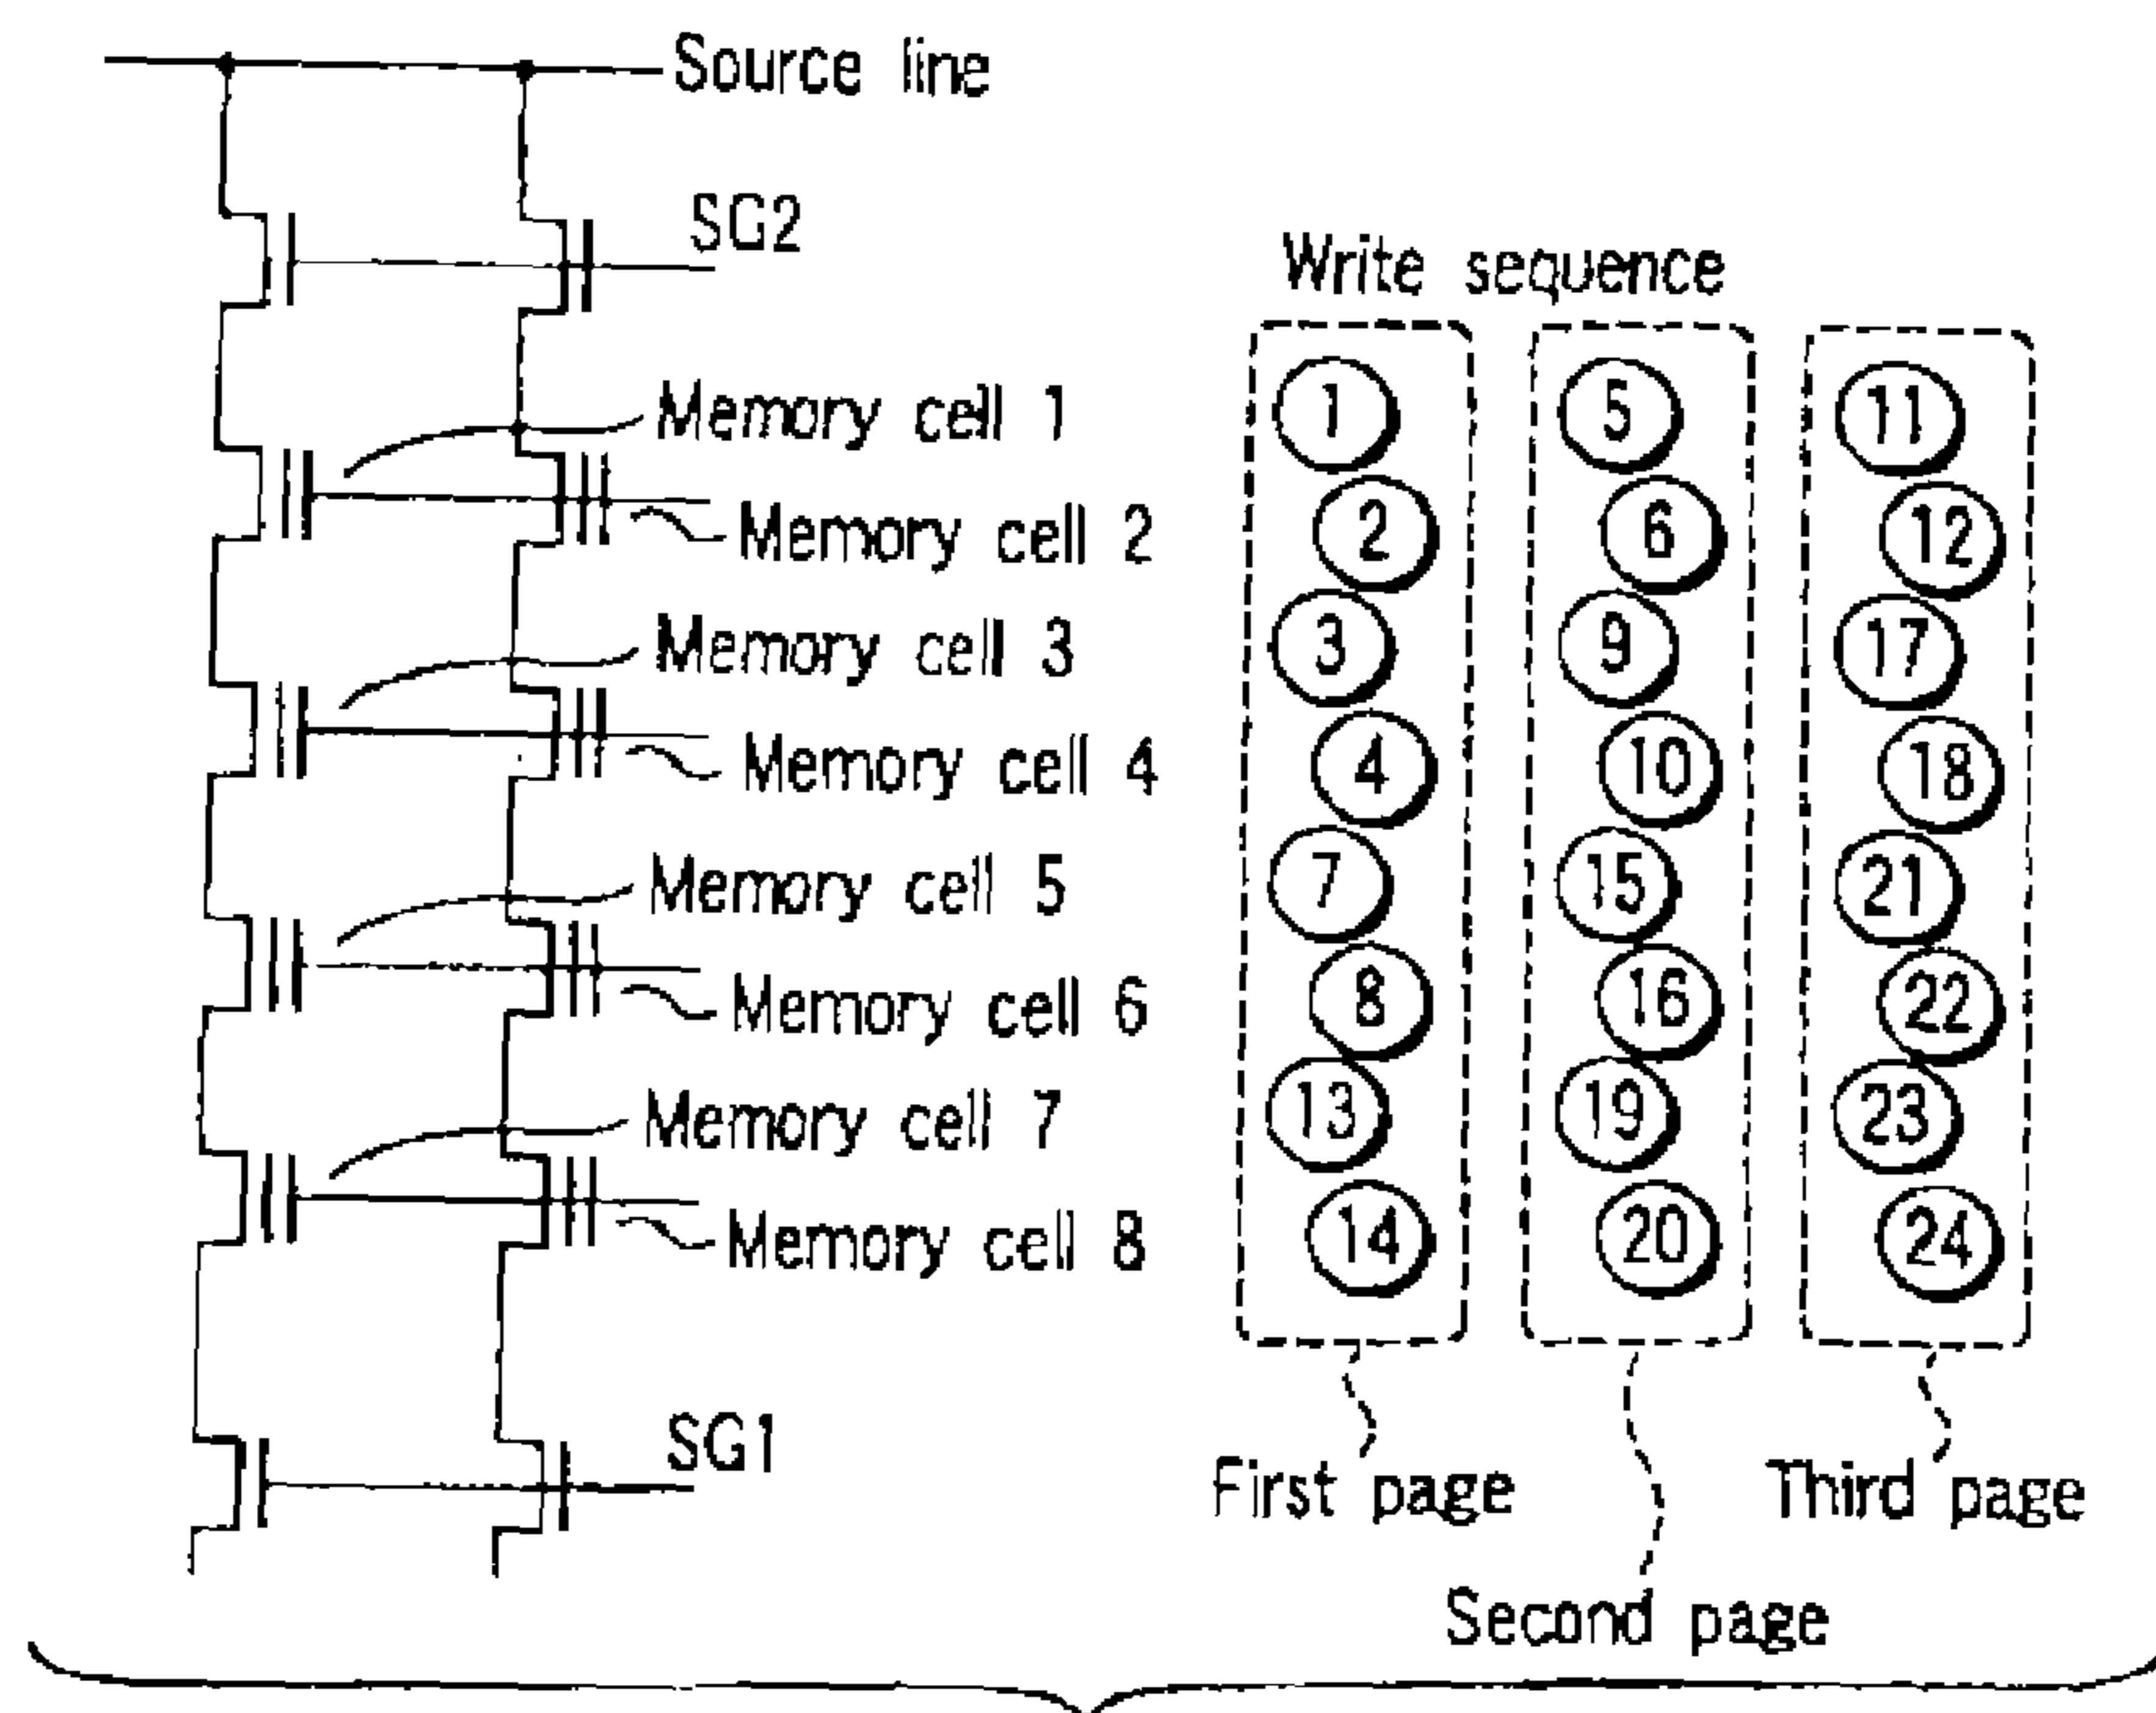 Source line
SG2
Write sequence
Memory cell 1
Memory cell 2
Memory cell 3
Memory cell 4
Memory cell 5
Memory cell 6
Memory cell 7
Memory cell 8
SG1
1 5 11
2 6 12
3 9 17
4 10 18
7 15 21
8 16 22
13 19 23
14 20 24
First page
Third page
Second page